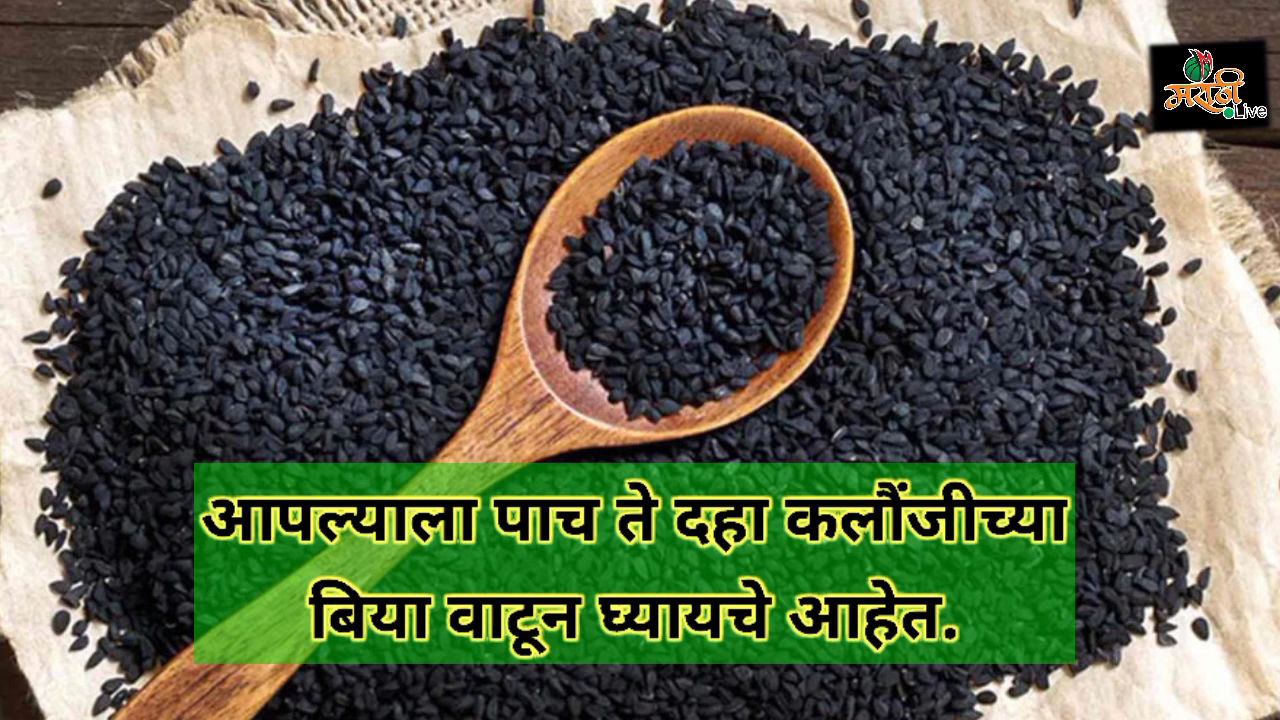 मराठी
.Live
आपल्याला पाच ते दहा कलौंजीच्या
बिया वाटून घ्यायचे आहेत.